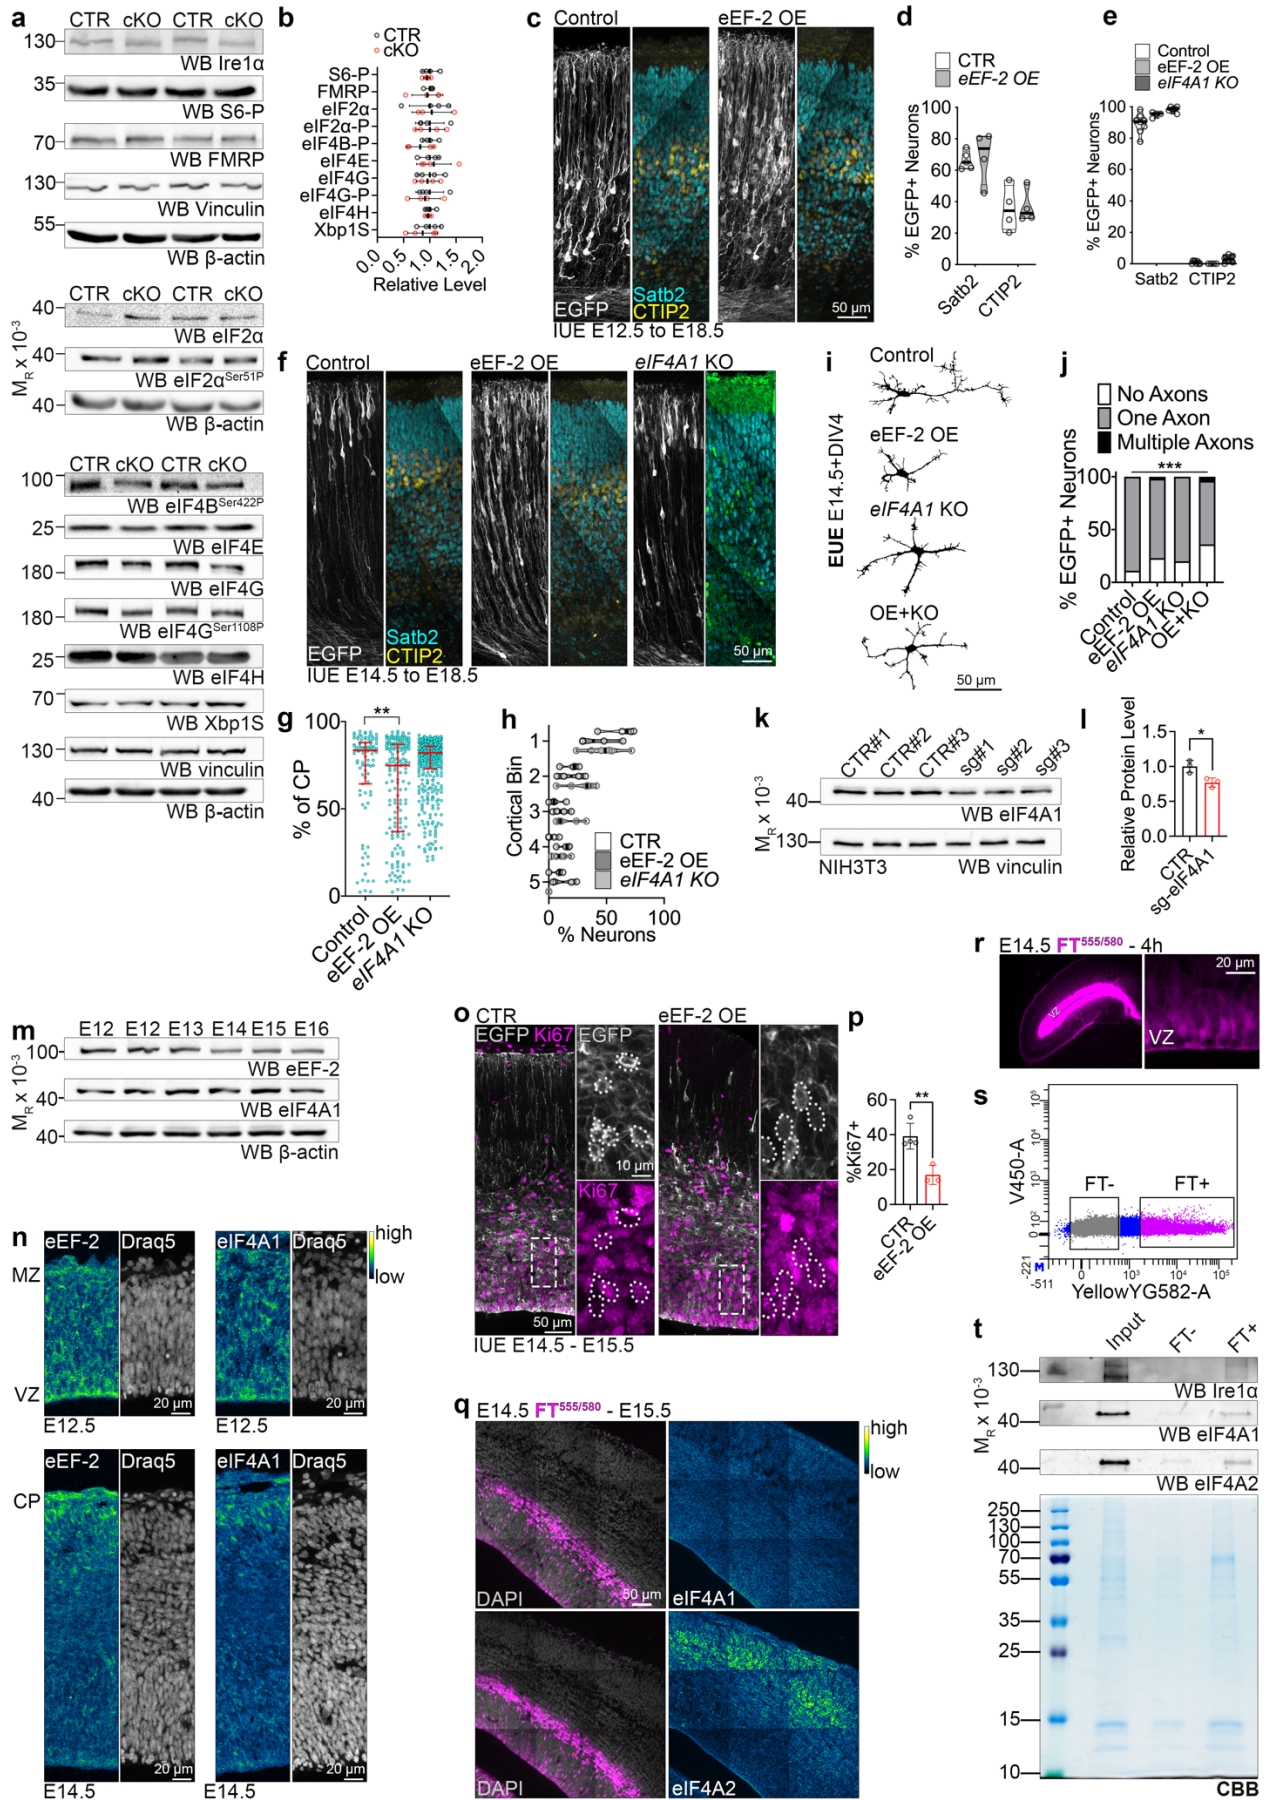 a
CTR cKO CTR cKO
130
WB Ire1α
35
WB S6-P
70
WB FMRP
130
WB Vinculin
55
WB β-actin
CTR cKO CTR cKO
40
WB eIF2α
40
WB eIF2αSer51P
40
WB β-actin
MR x 10-3
CTR cKO CTR cKO
100
WB eIF4BSer422P
25
WB eIF4E
180
WB eIF4G
180
WB eIF4GSer1108P
25
WB eIF4H
70
WB Xbp1S
130
WB vinculin
40
WB β-actin
b
CTR
cKO
S6-P
FMRP
eIF2α
eIF2α-P
eIF4B-P
eIF4E
eIF4G
eIF4G-P
eIF4H
Xbp1S
0.0 0.5 1.0 1.5 2.0
Relative Level
c
Control eEF-2 OE
EGFP
Satb2
CTIP2
50 µm
IUE E12.5 to E18.5
d
CTR
eEF-2 OE
% EGFP+ Neurons
100
80
60
40
20
0
Satb2 CTIP2
e
Control
eEF-2 OE
eIF4A1 KO
% EGFP+ Neurons
100
80
60
40
20
0
Satb2 CTIP2
f
Control eEF-2 OE eIF4A1 KO
EGFP
Satb2
CTIP2
50 µm
IUE E14.5 to E18.5
g
**
% of CP
100
50
0
Control
eEF-2 OE
eIF4A1 KO
h
Cortical Bin
1
2
3
4
5
CTR
eEF-2 OE
eIF4A1 KO
0 50 100
% Neurons
i
EUE E14.5+DIV4
Control
eEF-2 OE
eIF4A1 KO
OE+KO
50 µm
j
No Axons
One Axon
Multiple Axons
***
% EGFP+ Neurons
100
50
0
Control
eEF-2 OE
eIF4A1 KO
OE+KO
k
CTR#1 CTR#2 CTR#3 sg#1 sg#2 sg#3
MR x 10-3
40
WB eIF4A1
130
NIH3T3 WB vinculin
l
Relative Protein Level
*
1.5
1.0
0.5
0.0
CTR
sg-eIF4A1
m
E12 E12 E13 E14 E15 E16
MR x 10-3
100
WB eEF-2
40
WB eIF4A1
40
WB β-actin
n
eEF-2 Draq5 eIF4A1 Draq5
high
low
MZ
VZ
20 µm 20 µm
E12.5 E12.5
eEF-2 Draq5 eIF4A1 Draq5
CP
20 µm 20 µm
E14.5 E14.5
o
CTR eEF-2 OE
EGFP Ki67 EGFP
10 µm
Ki67
50 µm
IUE E14.5 - E15.5
p
**
%Ki67+
60
40
20
0
CTR
eEF-2 OE
q
E14.5 FT555/580 - E15.5
high
low
DAPI 50 µm eIF4A1
DAPI eIF4A2
r
E14.5 FT555/580 - 4h
20 µm
VZ
VZ
s
V450-A
105
104
103
102
0
-221
FT- FT+
-511
0 103 104 105
YellowYG582-A
t
Input FT- FT+
MR x 10-3
130
WB Ire1α
40
WB eIF4A1
40
WB eIF4A2
250
130
100
70
55
35
25
15
10
CBB